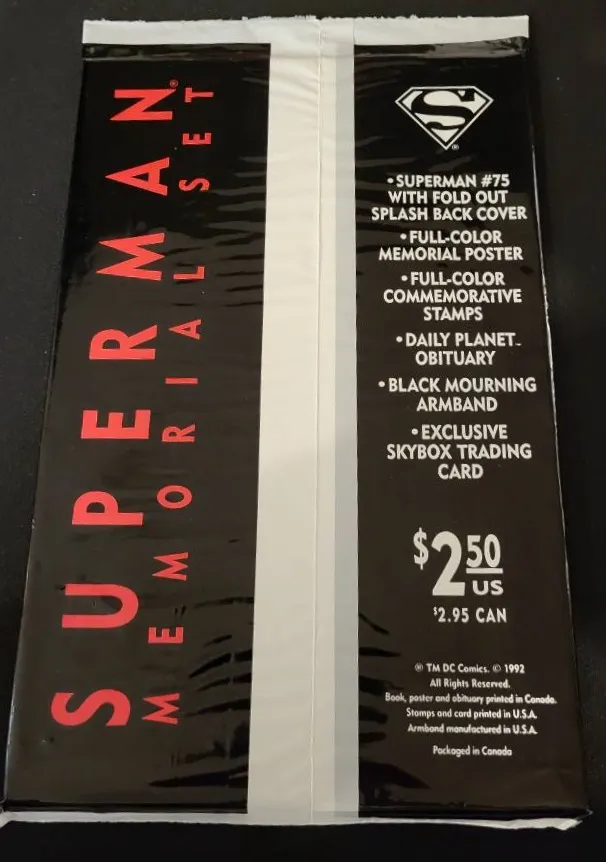 SUPERMAN®
MEMORIAL SET
S
®
• SUPERMAN #75
WITH FOLD OUT
SPLASH BACK COVER
• FULL-COLOR
MEMORIAL POSTER
• FULL-COLOR
COMMEMORATIVE
STAMPS
• DAILY PLANET™
OBITUARY
• BLACK MOURNING
ARMBAND
• EXCLUSIVE
SKYBOX TRADING
CARD
$2.50
US
$2.95 CAN
® TM DC Comics. © 1992
All Rights Reserved.
Book, poster and obituary printed in Canada.
Stamps and card printed in U.S.A.
Armband manufactured in U.S.A.
Packaged in Canada